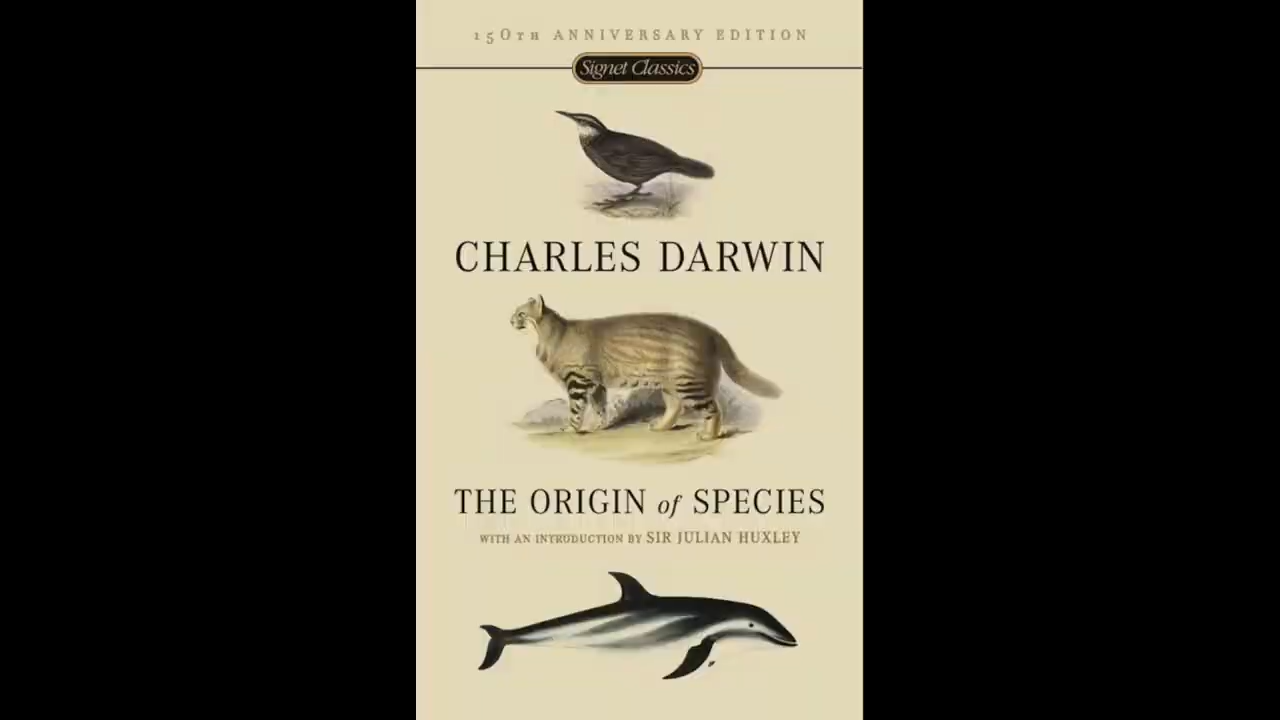 150TH ANNIVERSARY EDITION
Signet Classics
CHARLES DARWIN
THE ORIGIN of SPECIES
WITH AN INTRODUCTION BY SIR JULIAN HUXLEY